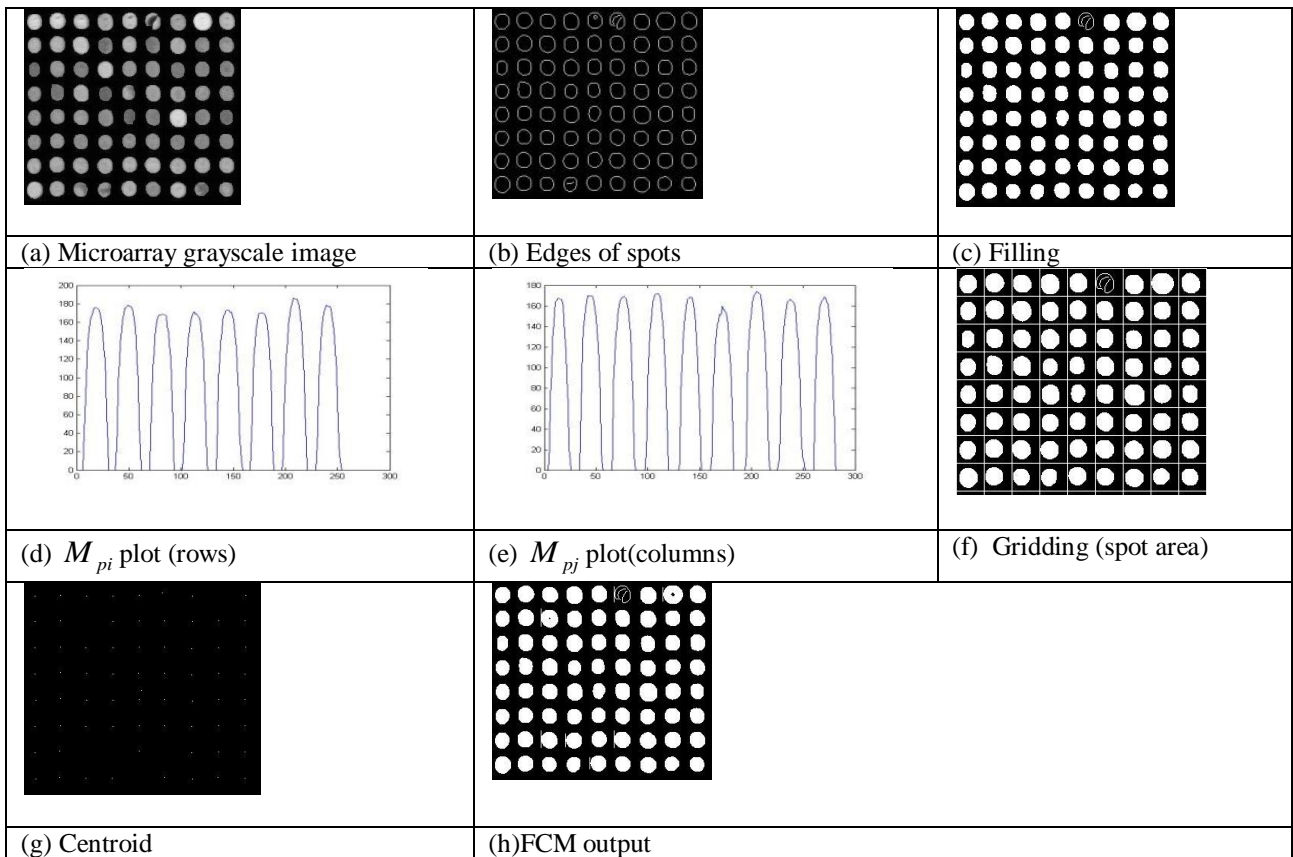 (a) Microarray grayscale image
(b) Edges of spots
(c) Filling
200
180
160
140
120
100
80
60
40
20
0
0 50 100 150 200 250 300
180
160
140
120
100
80
60
40
20
0
0 50 100 150 200 250 300
(d) M pi plot (rows)
(e) M pj plot(columns)
(f) Gridding (spot area)
(g) Centroid
(h)FCM output